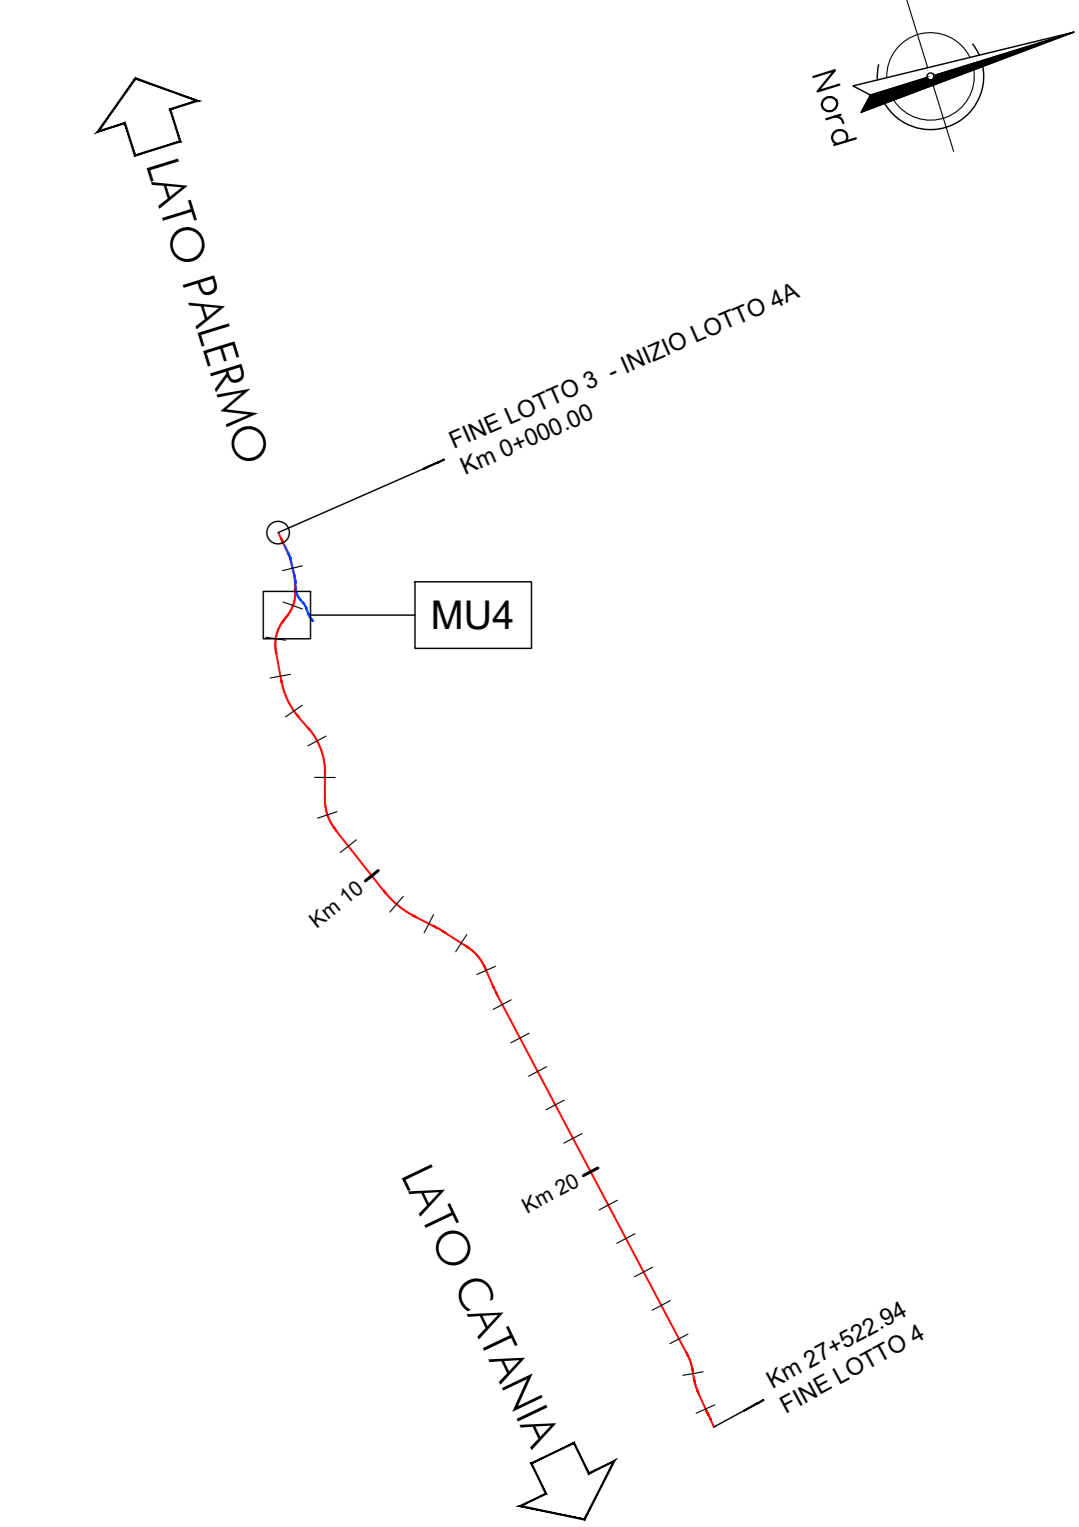 Nord
LATO PALERMO
FINE LOTTO 3 - INIZIO LOTTO 4A
Km 0+000.00
MU4
Km 10
Km 20
LATO CATANIA
Km 27+522.94
FINE LOTTO 4